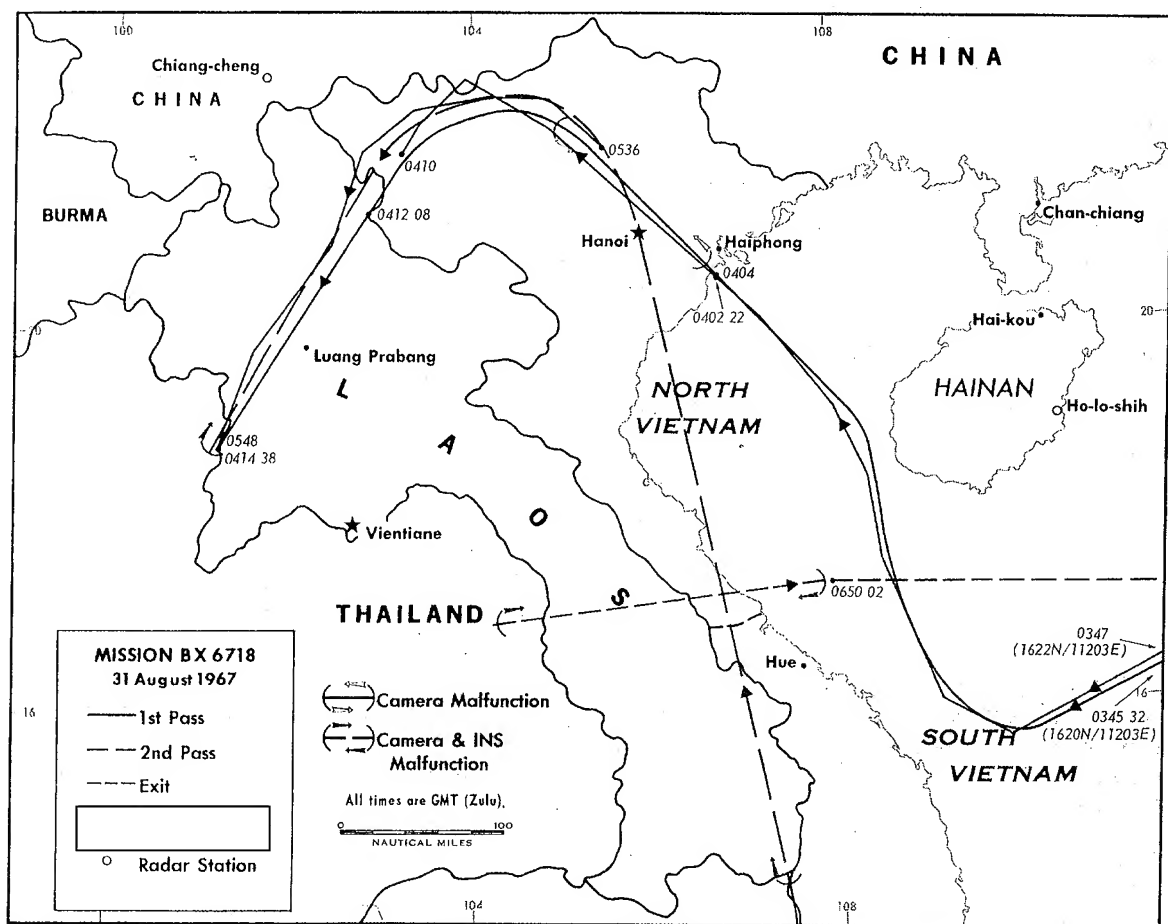 100
104
108
CHINA
Chiang-cheng
CHINA
0410
0536
BURMA
0412 08
Chan-chiang
Hanoi
Haiphong
0404
0402 22
20
Hai-kou
Luang Prabang
NORTH
VIETNAM
HAINAN
Ho-lo-shih
L
A
O
S
0548
0414 38
Vientiane
0650 02
THAILAND
Hue
0347
(1622N/11203E)
16
0345 32
(1620N/11203E)
SOUTH
VIETNAM
16
MISSION BX 6718
31 August 1967
1st Pass
2nd Pass
Exit
Radar Station
Camera Malfunction
Camera & INS
Malfunction
All times are GMT (Zulu).
0
100
NAUTICAL MILES
104
108